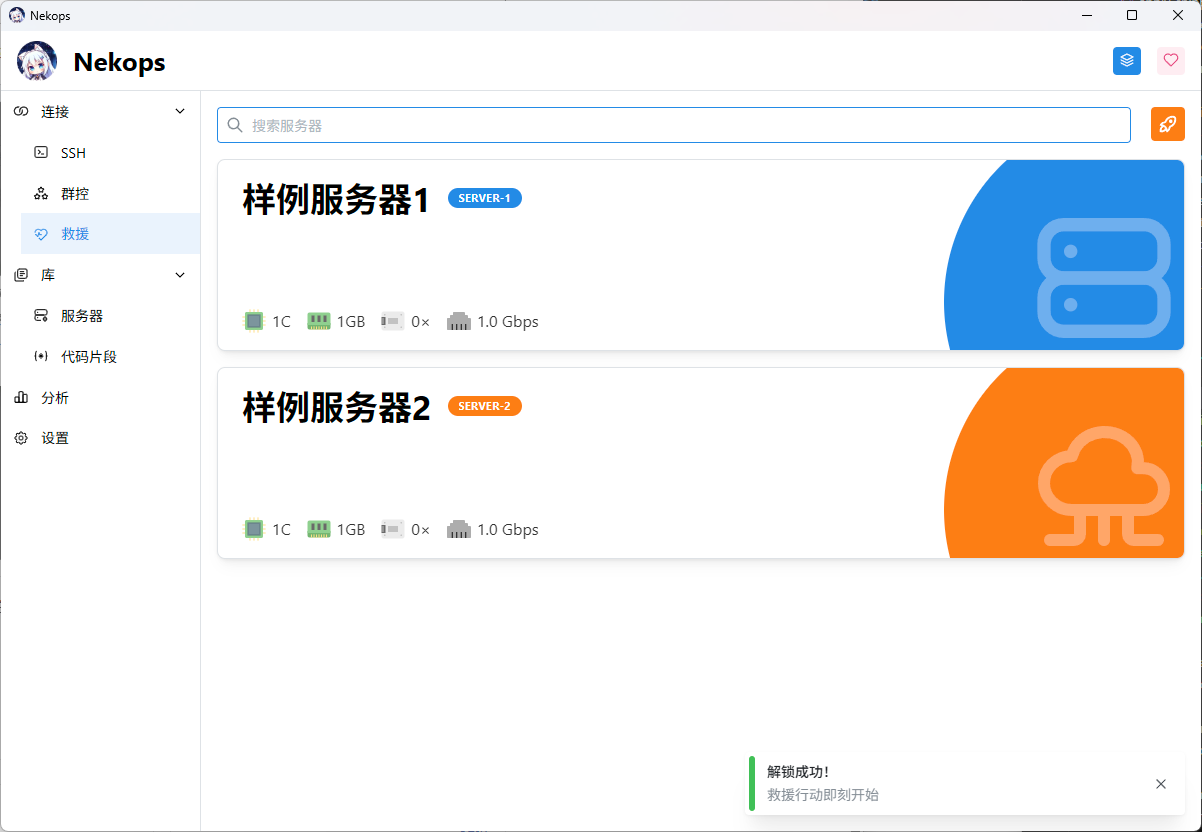 Nekops
Nekops
连接
SSH
群控
救援
库
服务器
代码片段
分析
设置
搜索服务器
样例服务器1 SERVER-1
1C 1GB 0× 1.0 Gbps
样例服务器2 SERVER-2
1C 1GB 0× 1.0 Gbps
解锁成功！
救援行动即刻开始